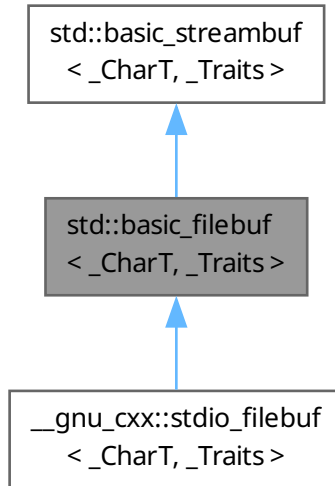 std::basic_streambuf
< _CharT, _Traits >
std::basic_filebuf
< _CharT, _Traits >
__gnu_cxx::stdio_filebuf
< _CharT, _Traits >